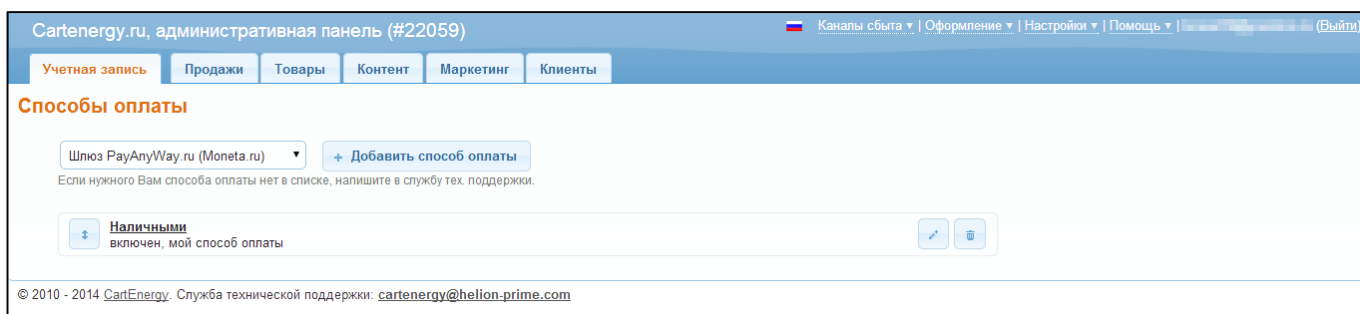 Cartenergy.ru, административная панель (#22059)
Каналы сбыта ▾ | Оформление ▾ | Настройки ▾ | Помощь ▾ | (Выйти)
Учетная запись Продажи Товары Контент Маркетинг Клиенты
Способы оплаты
Шлюз PayAnyWay.ru (Moneta.ru) ▼ + Добавить способ оплаты
Если нужного Вам способа оплаты нет в списке, напишите в службу тех. поддержки.
Наличными
включен, мой способ оплаты
© 2010 - 2014 CartEnergy. Служба технической поддержки: cartenergy@helion-prime.com